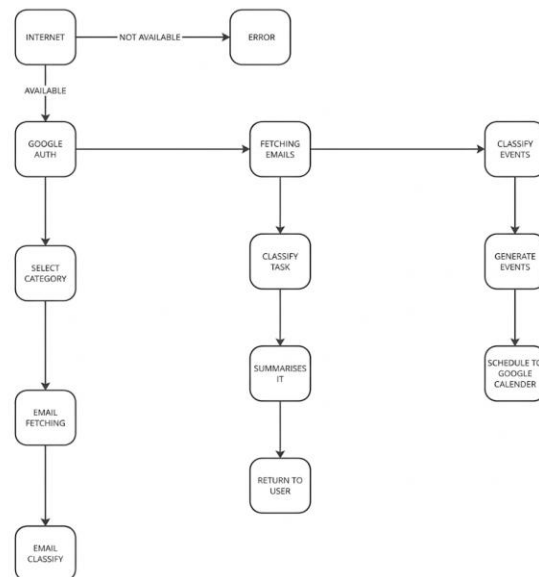 INTERNET
NOT AVAILABLE
ERROR
AVAILABLE
GOOGLE
AUTH
FETCHING
EMAILS
CLASSIFY
EVENTS
SELECT
CATEGORY
CLASSIFY
TASK
GENERATE
EVENTS
SUMMARISES
IT
SCHEDULE TO
GOOGLE
CALENDER
EMAIL
FETCHING
RETURN TO
USER
EMAIL
CLASSIFY